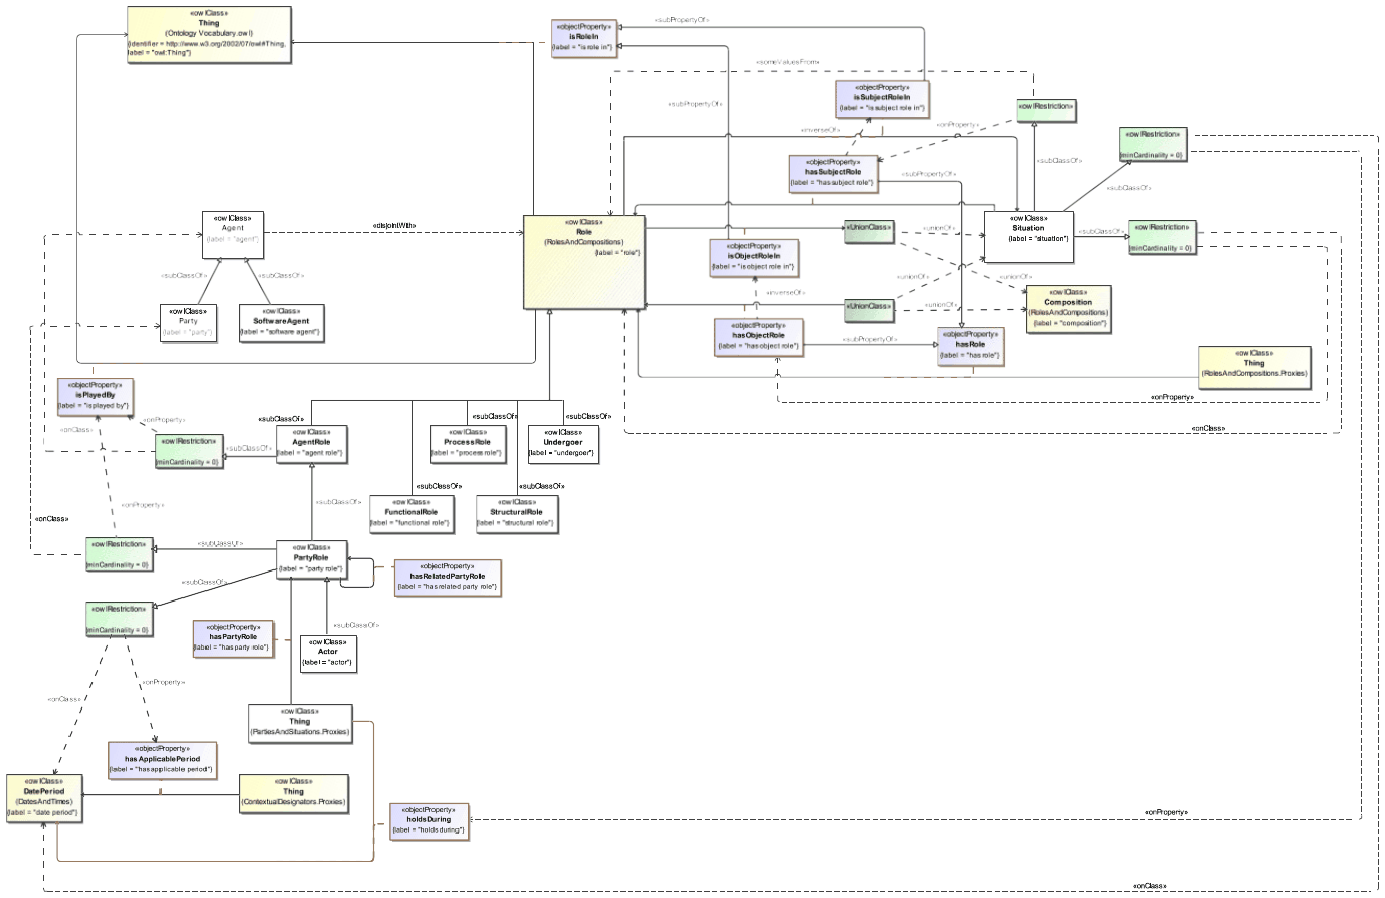 «owlClass»
Thing
(Ontology Vocabulary.owl)
{identifier = http://www.w3.org/2002/07/owl#Thing,
label = "owl:Thing"}
«objectProperty»
isRoleIn
{label = "is role in"}
«subPropertyOf»
«someValuesFrom»
«objectProperty»
isSubjectRoleIn
{label = "is subject role in"}
«subPropertyOf»
«owlRestriction»
«inverseOf»
«onProperty»
«owlRestriction»
{minCardinality = 0}
«subClassOf»
«objectProperty»
hasSubjectRole
{label = "has subject role"}
«subPropertyOf»
«subClassOf»
«owlClass»
Agent
{label = "agent"}
«disjointWith»
«owlClass»
Role
(RolesAndCompositions)
{label = "role"}
«UnionClass»
«unionOf»
«owlClass»
Situation
{label = "situation"}
«subClassOf»
«owlRestriction»
{minCardinality = 0}
«objectProperty»
isObjectRoleIn
{label = "is object role in"}
«subClassOf»
«subClassOf»
«unionOf»
«inverseOf»
«UnionClass»
«unionOf»
«owlClass»
Composition
(RolesAndCompositions)
{label = "composition"}
«owlClass»
Party
{label = "party"}
«owlClass»
SoftwareAgent
{label = "software agent"}
«objectProperty»
hasObjectRole
{label = "has object role"}
«subPropertyOf»
«objectProperty»
hasRole
{label = "has role"}
«owlClass»
Thing
(RolesAndCompositions.Proxies)
«onProperty»
«objectProperty»
isPlayedBy
{label = "is played by"}
«onProperty»
«onClass»
«subClassOf»
«subClassOf»
«subClassOf»
«onClass»
«owlRestriction»
{minCardinality = 0}
«subClassOf»
«owlClass»
AgentRole
{label = "agent role"}
«owlClass»
ProcessRole
{label = "process role"}
«owlClass»
Undergoer
{label = "undergoer"}
«subClassOf»
«subClassOf»
«onProperty»
«subClassOf»
«owlClass»
FunctionalRole
{label = "functional role"}
«owlClass»
StructuralRole
{label = "structural role"}
«onClass»
«owlRestriction»
{minCardinality = 0}
«subClassOf»
«owlClass»
PartyRole
{label = "party role"}
«objectProperty»
hasRelatedPartyRole
{label = "has related party role"}
«subClassOf»
«owlRestriction»
{minCardinality = 0}
«objectProperty»
hasPartyRole
{label = "has party role"}
«subClassOf»
«owlClass»
Actor
{label = "actor"}
«onProperty»
«onClass»
«owlClass»
Thing
(PartiesAndSituations.Proxies)
«objectProperty»
hasApplicablePeriod
{label = "has applicable period"}
«owlClass»
DatePeriod
(DatesAndTimes)
{label = "date period"}
«owlClass»
Thing
(ContextualDesignators.Proxies)
«objectProperty»
holdsDuring
{label = "holds during"}
«onProperty»
«onClass»